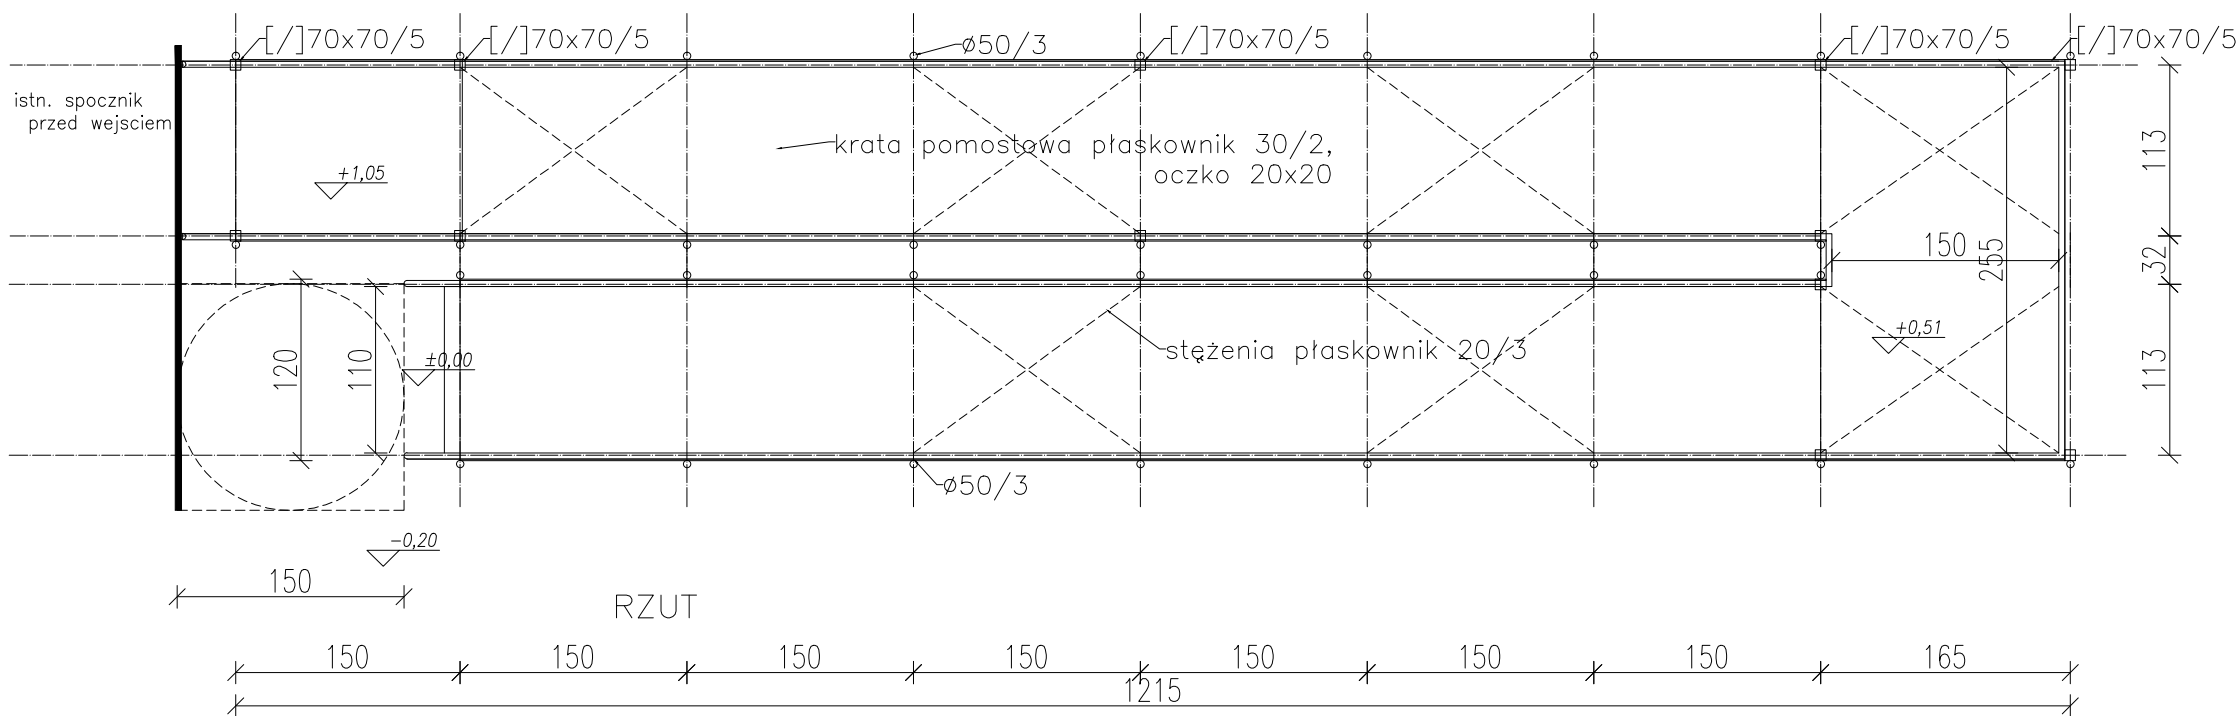 [/]70x70/5
[/]70x70/5
ø50/3
[/]70x70/5
[/]70x70/5
[/]70x70/5
istn. spocznik
przed wejsciem
krata pomostowa płaskownik 30/2,
oczko 20x20
+1,05
113
150
255
32
120
110
±0,00
stężenia płaskownik 20/3
+0,51
113
ø50/3
-0,20
150
RZUT
150
150
150
150
150
150
150
165
1215